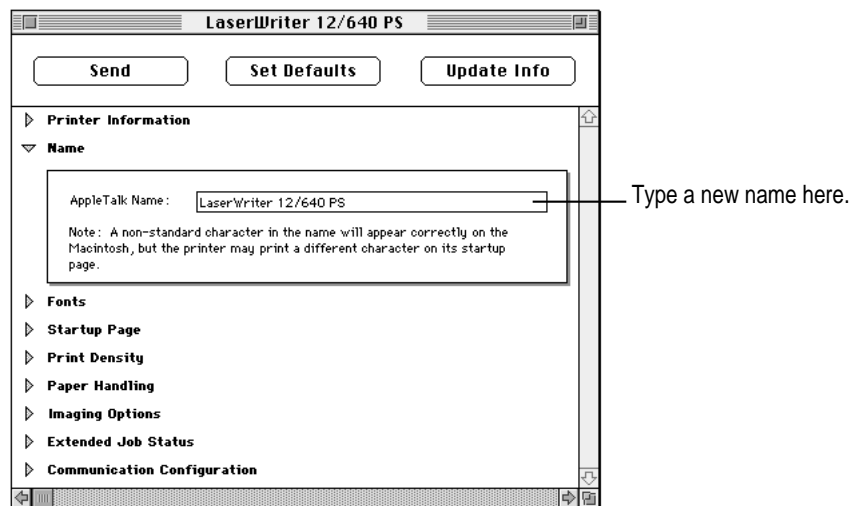 LaserWriter 12/640 PS
Send Set Defaults Update Info
Printer Information
Name
AppleTalk Name: LaserWriter 12/640 PS
Type a new name here.
Note: A non-standard character in the name will appear correctly on the
Macintosh, but the printer may print a different character on its startup
page.
Fonts
Startup Page
Print Density
Paper Handling
Imaging Options
Extended Job Status
Communication Configuration